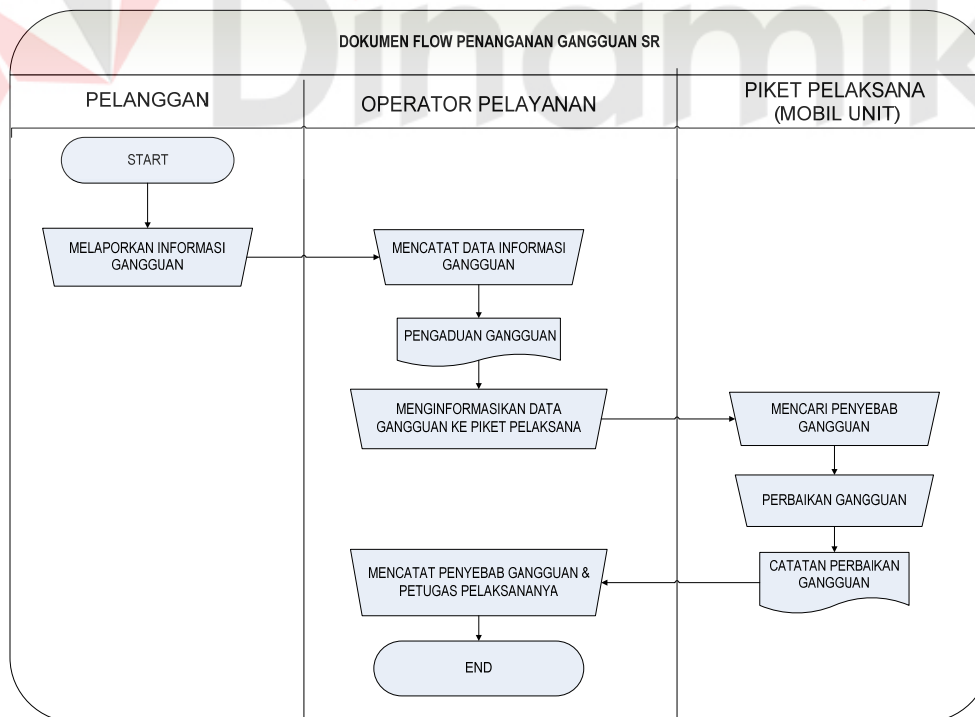 Dinamik
DOKUMEN FLOW PENANGANAN GANGGUAN SR
PELANGGAN
OPERATOR PELAYANAN
PIKET PELAKSANA
(MOBIL UNIT)
START
MELAPORKAN INFORMASI
GANGGUAN
MENCATAT DATA INFORMASI
GANGGUAN
PENGADUAN GANGGUAN
MENGINFORMASIKAN DATA
GANGGUAN KE PIKET PELAKSANA
MENCARI PENYEBAB
GANGGUAN
PERBAIKAN GANGGUAN
CATATAN PERBAIKAN
GANGGUAN
MENCATAT PENYEBAB GANGGUAN &
PETUGAS PELAKSANANYA
END